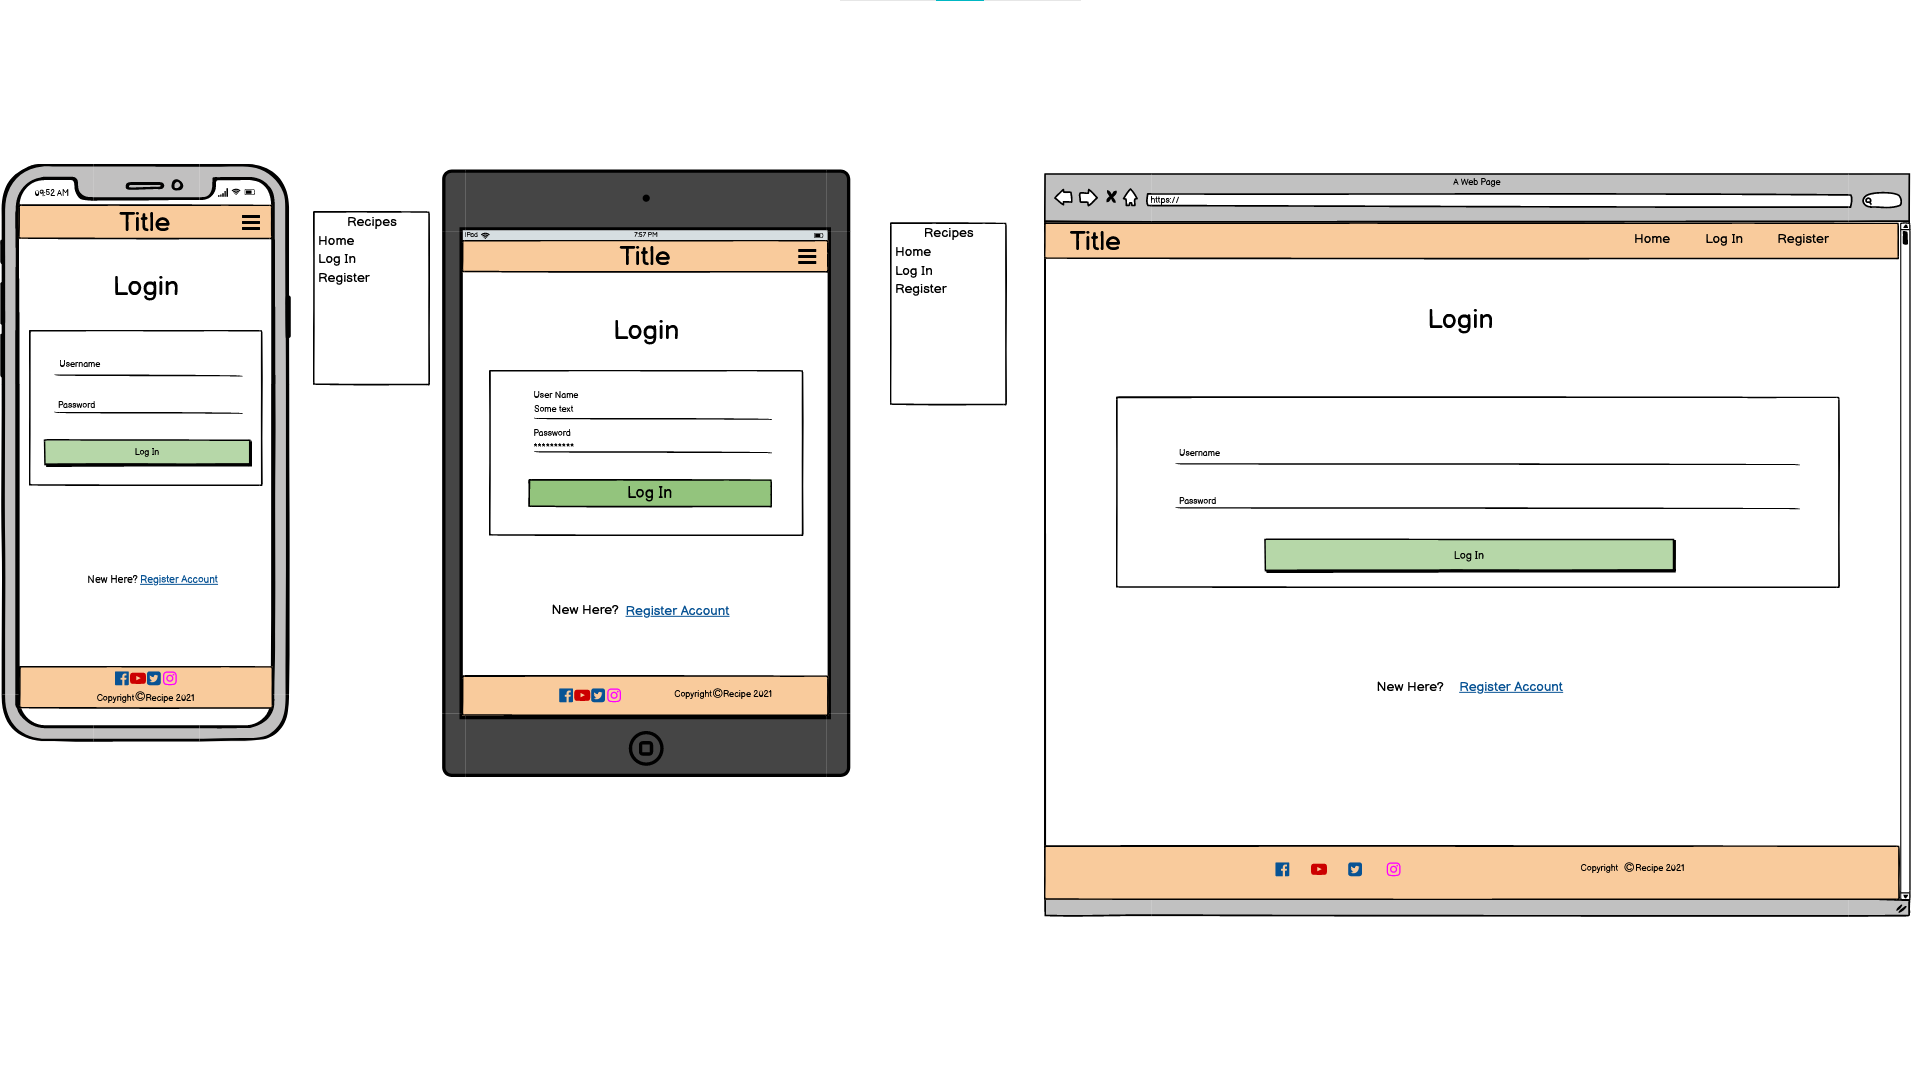 09:52 AM
Title
Login
Username
Password
Log In
New Here? Register Account
Copyright©Recipe 2021
Recipes
Home
Log In
Register
iPad
7:57 PM
Title
Login
User Name
Some text
Password
**********
Log In
New Here? Register Account
Copyright©Recipe 2021
Recipes
Home
Log In
Register
A Web Page
https://
Title
Home Log In Register
Login
Username
Password
Log In
New Here? Register Account
Copyright ©Recipe 2021